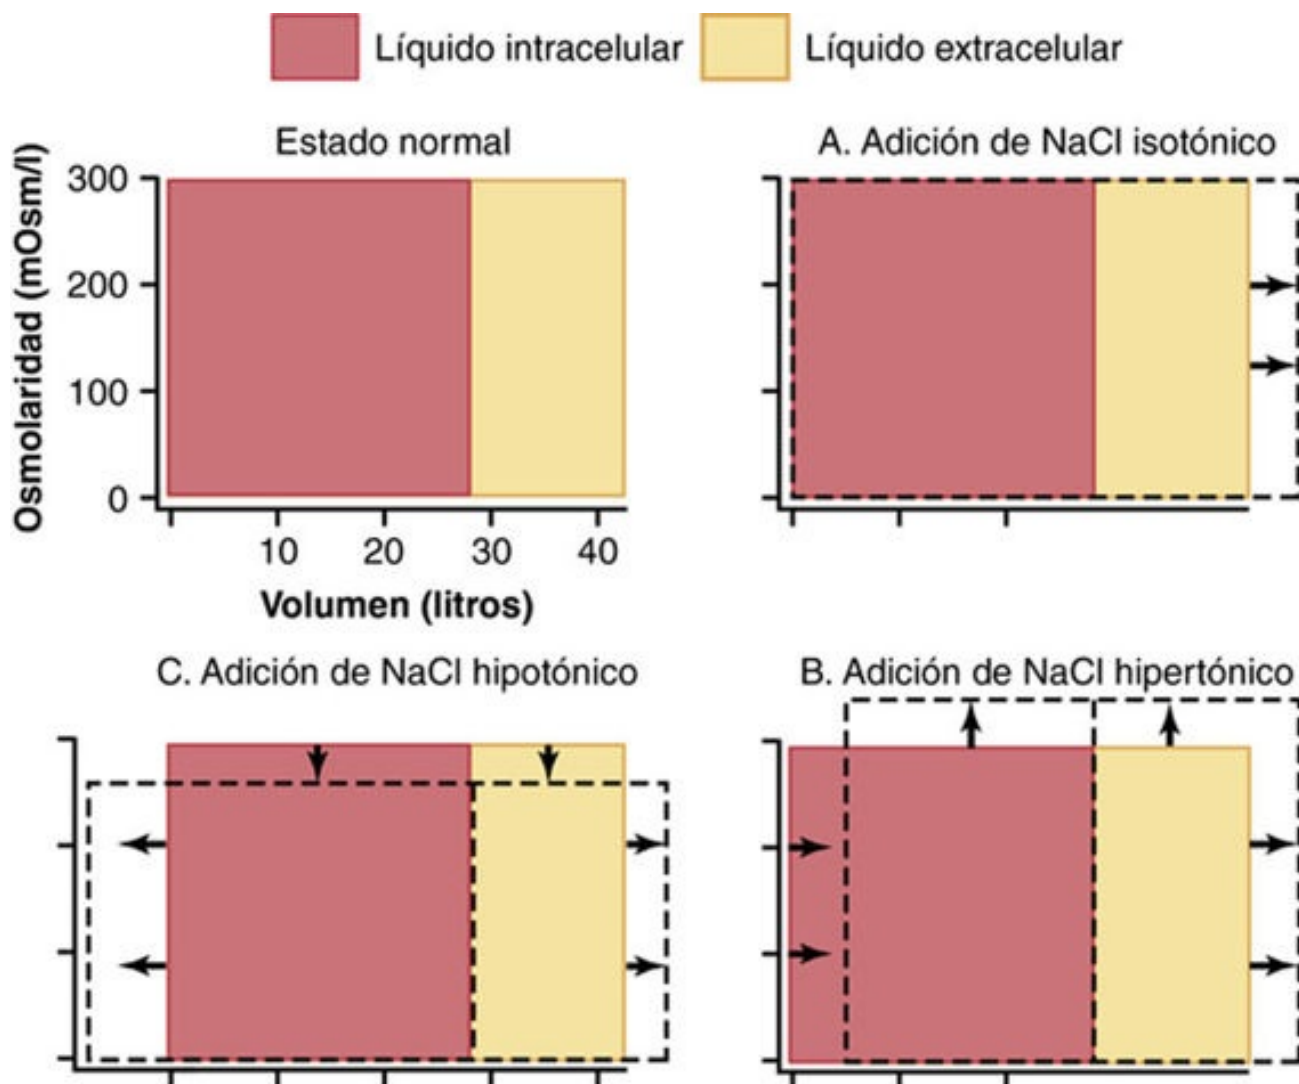 Líquido intracelular
Líquido extracelular
Estado normal
Osmolaridad (mOsm/l)
300
200
100
0
10 20 30 40
Volumen (litros)
A. Adición de NaCl isotónico
C. Adición de NaCl hipotónico
B. Adición de NaCl hipertónico